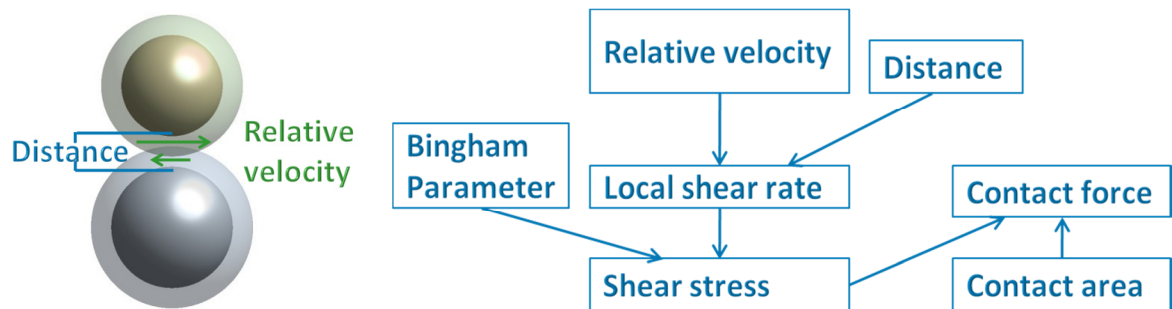 Distance
Relative
velocity
Relative velocity
Distance
Bingham
Parameter
Local shear rate
Contact force
Shear stress
Contact area